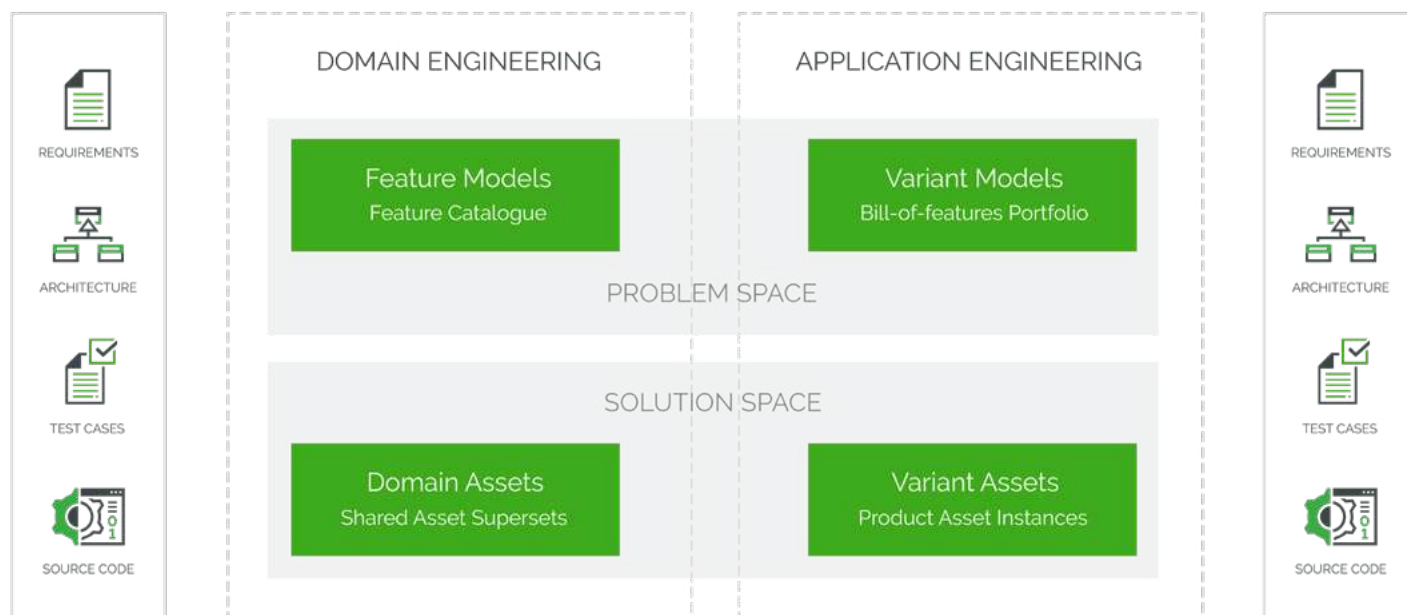 REQUIREMENTS
ARCHITECTURE
TEST CASES
SOURCE CODE
DOMAIN ENGINEERING
APPLICATION ENGINEERING
Feature Models
Feature Catalogue
Variant Models
Bill-of-features Portfolio
PROBLEM SPACE
SOLUTION SPACE
Domain Assets
Shared Asset Supersets
Variant Assets
Product Asset Instances
REQUIREMENTS
ARCHITECTURE
TEST CASES
SOURCE CODE